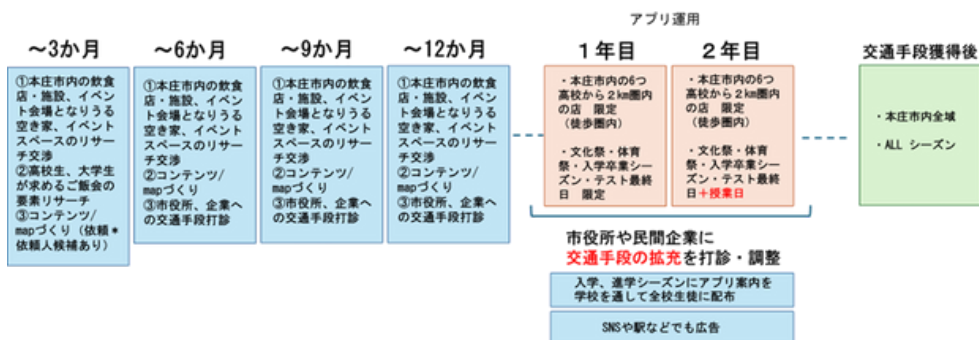 アプリ運用
～3か月
①本庄市内の飲食
店・施設、イベン
ト会場となりうる
空き家、イベント
スペースのリサー
チ交渉
②高校生、大学生
が求めるご飯会の
要素リサーチ
③コンテンツ/
mapづくり（依頼＊
依頼人候補あり）
～6か月
①本庄市内の飲食
店・施設、イベン
ト会場となりうる
空き家、イベント
スペースのリサー
チ交渉
②コンテンツ/
mapづくり
③市役所、企業へ
の交通手段打診
～9か月
①本庄市内の飲食
店・施設、イベン
ト会場となりうる
空き家、イベント
スペースのリサー
チ交渉
②コンテンツ/
mapづくり
③市役所、企業へ
の交通手段打診
～12か月
①本庄市内の飲食
店・施設、イベン
ト会場となりうる
空き家、イベント
スペースのリサー
チ交渉
②コンテンツ/
mapづくり
③市役所、企業へ
の交通手段打診
１年目
・本庄市内の6つ
高校から２km圏内
の店 限定
（徒歩圏内）
・文化祭・体育
祭・入学卒業シー
ズン・テスト最終
日 限定
２年目
・本庄市内の6つ
高校から２km圏内
の店 限定
（徒歩圏内）
・文化祭・体育
祭・入学卒業シー
ズン・テスト最終
日＋授業日
交通手段獲得後
・本庄市内全域
・ALL シーズン
市役所や民間企業に
交通手段の拡充を打診・調整
入学、進学シーズンにアプリ案内を
学校を通して全校生徒に配布
SNSや駅などでも広告